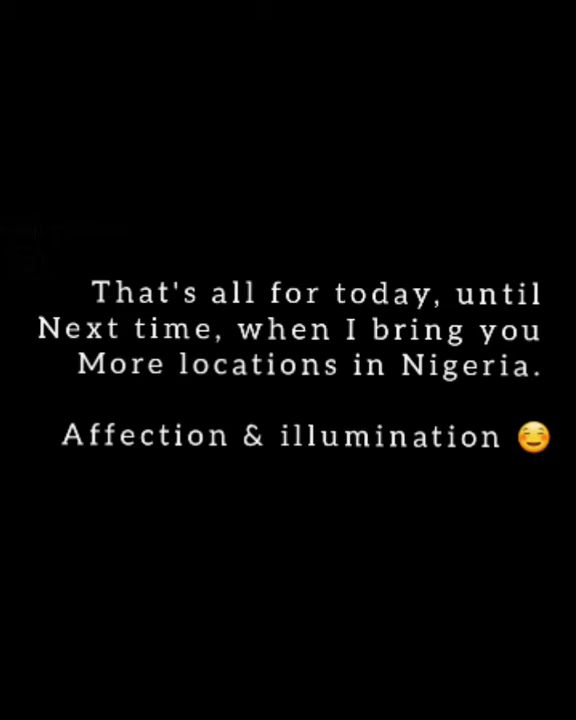 That's all for today, until
Next time, when I bring you
More locations in Nigeria.
Affection & illumination ☺️